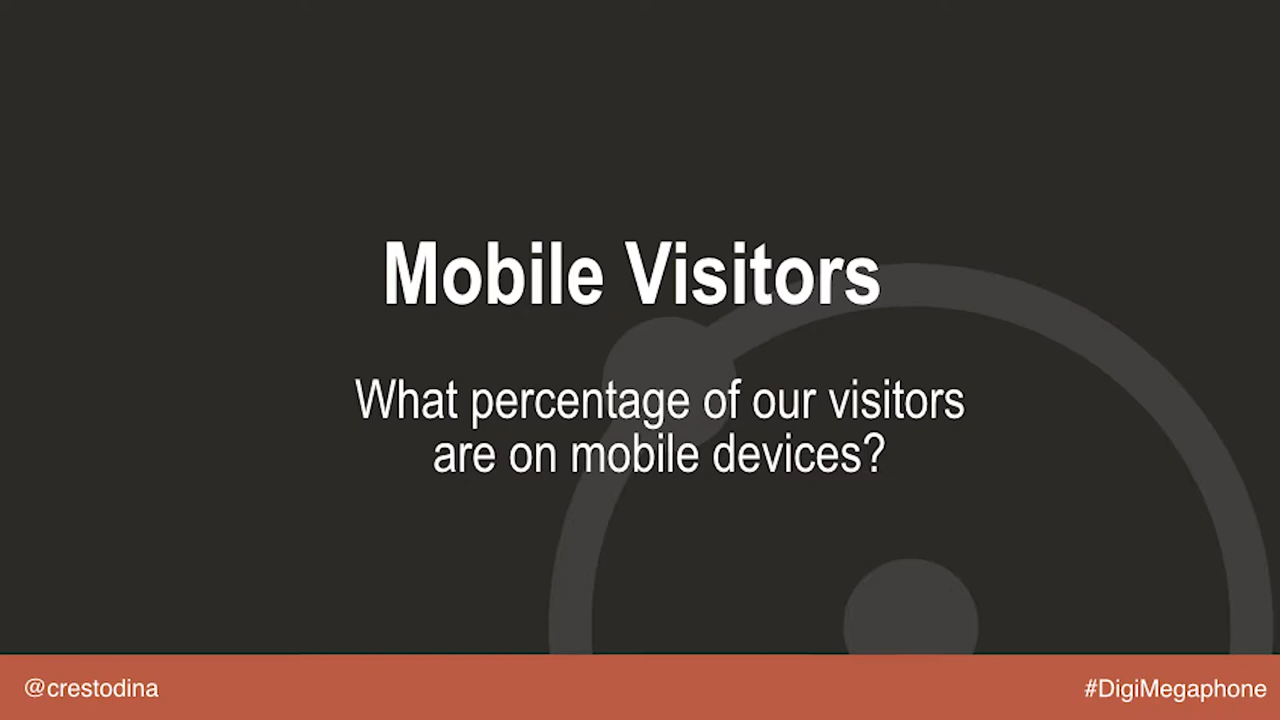 Mobile Visitors
What percentage of our visitors
are on mobile devices?
@crestodina
#DigiMegaphone